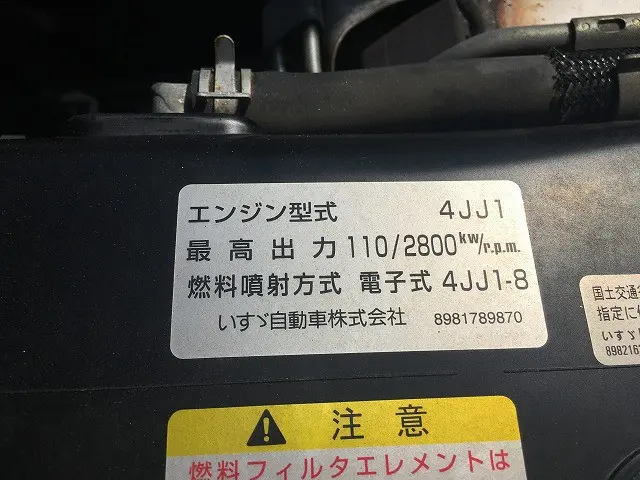 エンジン型式 4JJ1
最高出力 110/2800kW/r.p.m.
燃料噴射方式 電子式 4JJ1-8
いすゞ自動車株式会社 8981789870
国土交通
指定に
いすゞ
898216
⚠ 注意
燃料フィルタエレメントは